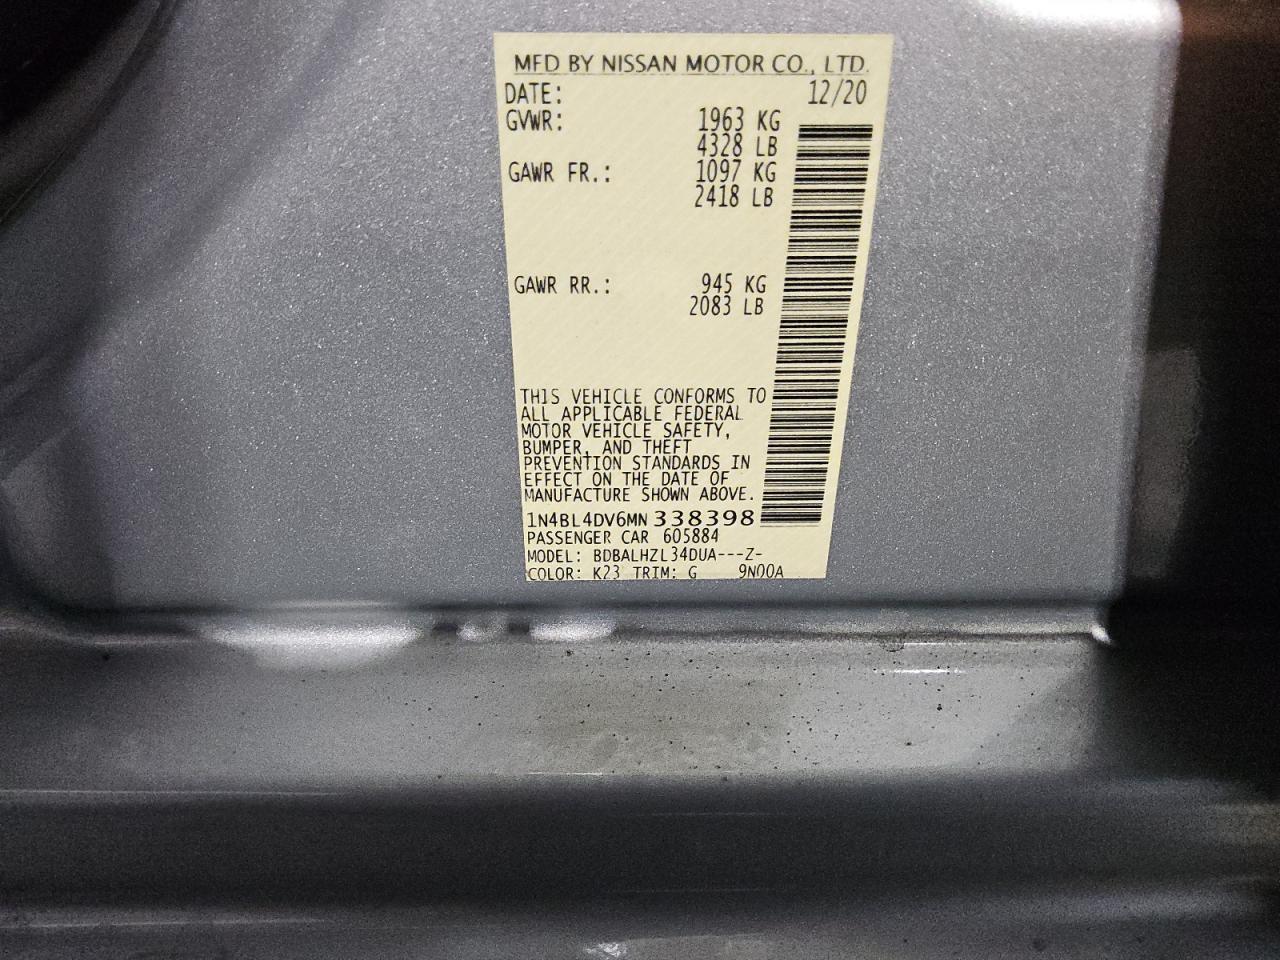 MFD BY NISSAN MOTOR CO., LTD.
DATE: 12/20
GVWR: 1963 KG
4328 LB
GAWR FR.: 1097 KG
2418 LB
GAWR RR.: 945 KG
2083 LB
THIS VEHICLE CONFORMS TO
ALL APPLICABLE FEDERAL
MOTOR VEHICLE SAFETY,
BUMPER, AND THEFT
PREVENTION STANDARDS IN
EFFECT ON THE DATE OF
MANUFACTURE SHOWN ABOVE.
1N4BL4DV6MN338398
PASSENGER CAR 605884
MODEL: BDBALHZL34DUA---Z-
COLOR: K23 TRIM: G 9N00A